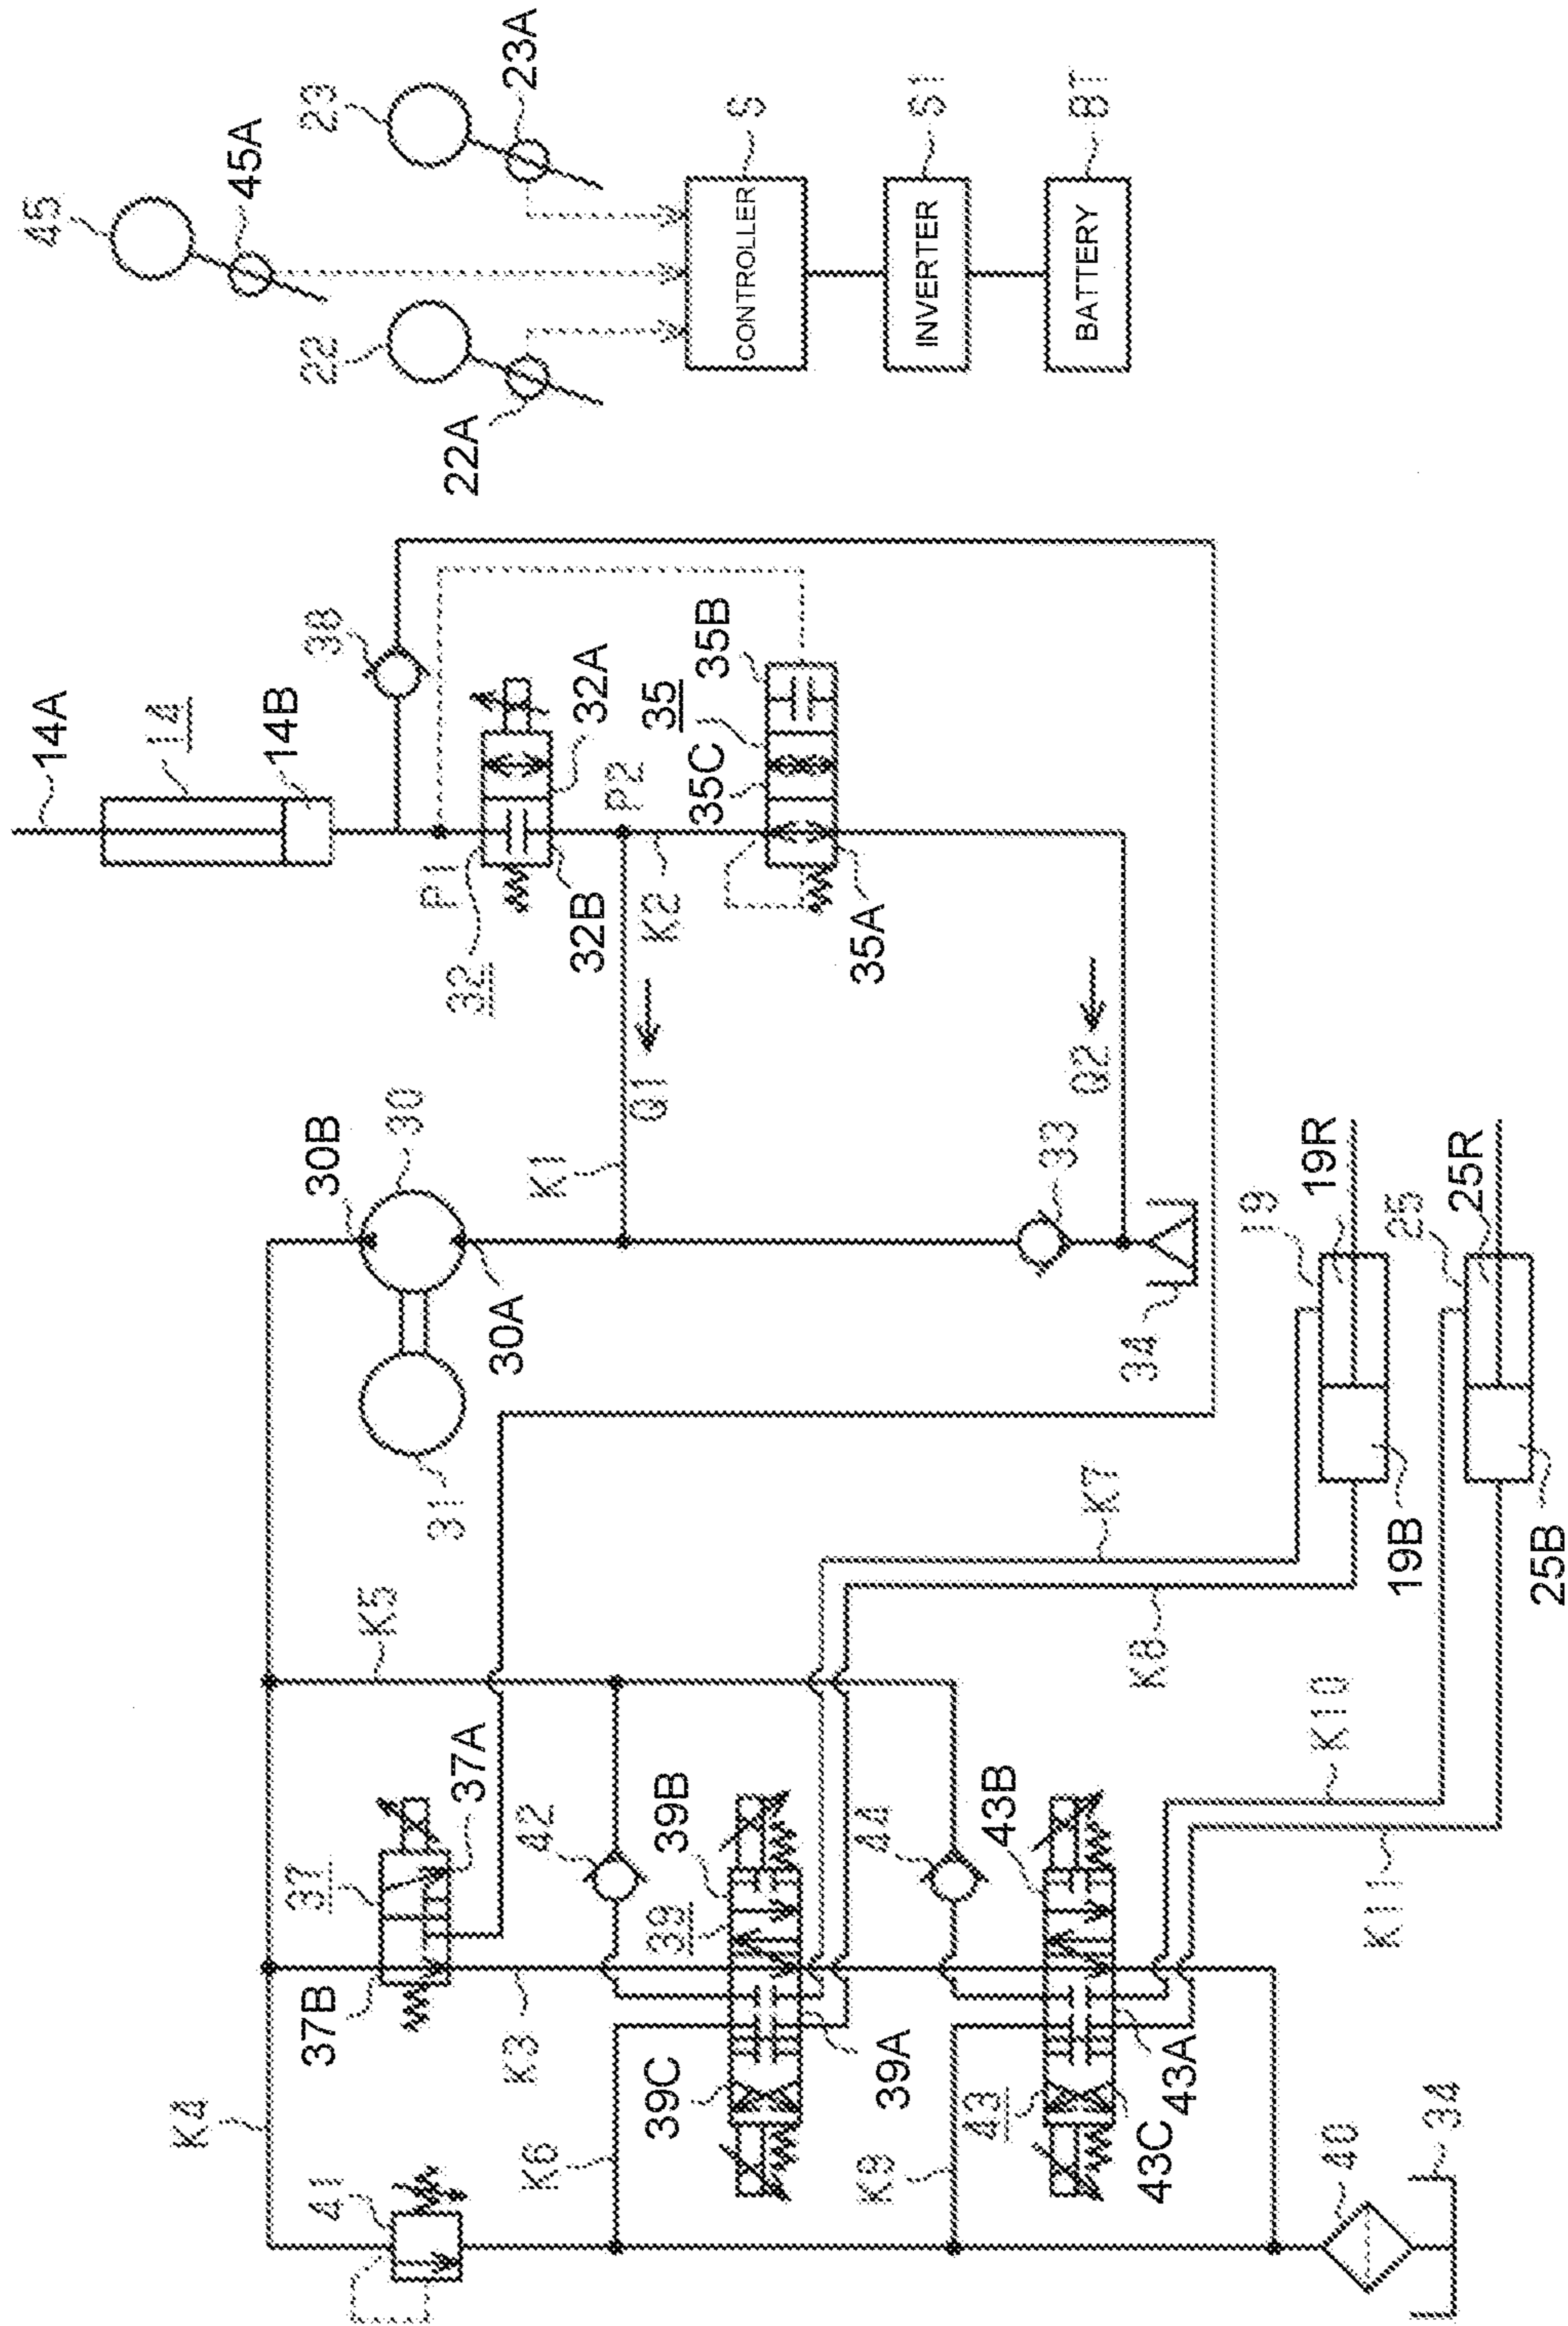 45
45A
23
23A
22
22A
CONTROLLER
S
INVERTER
S1
BATTERY
BT
14A
14
14B
38
P1
32
32A
32B
P2
K2
35
35B
35C
35A
K1
Q1
Q2
30B
30
30A
31
33
34
19
19R
19B
25
25R
25B
K5
K7
K8
K10
K11
37
37A
37B
42
39B
39
39C
39A
44
43B
43
43A
43C
K4
K3
K6
K9
41
40
34